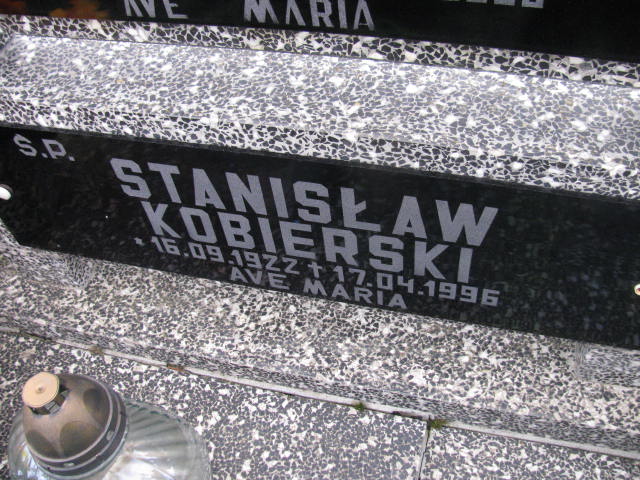 AVE MARIA
Ś.P.
STANISŁAW
KOBIERSKI
* 16.09.1922 + 17.04.1996
AVE MARIA